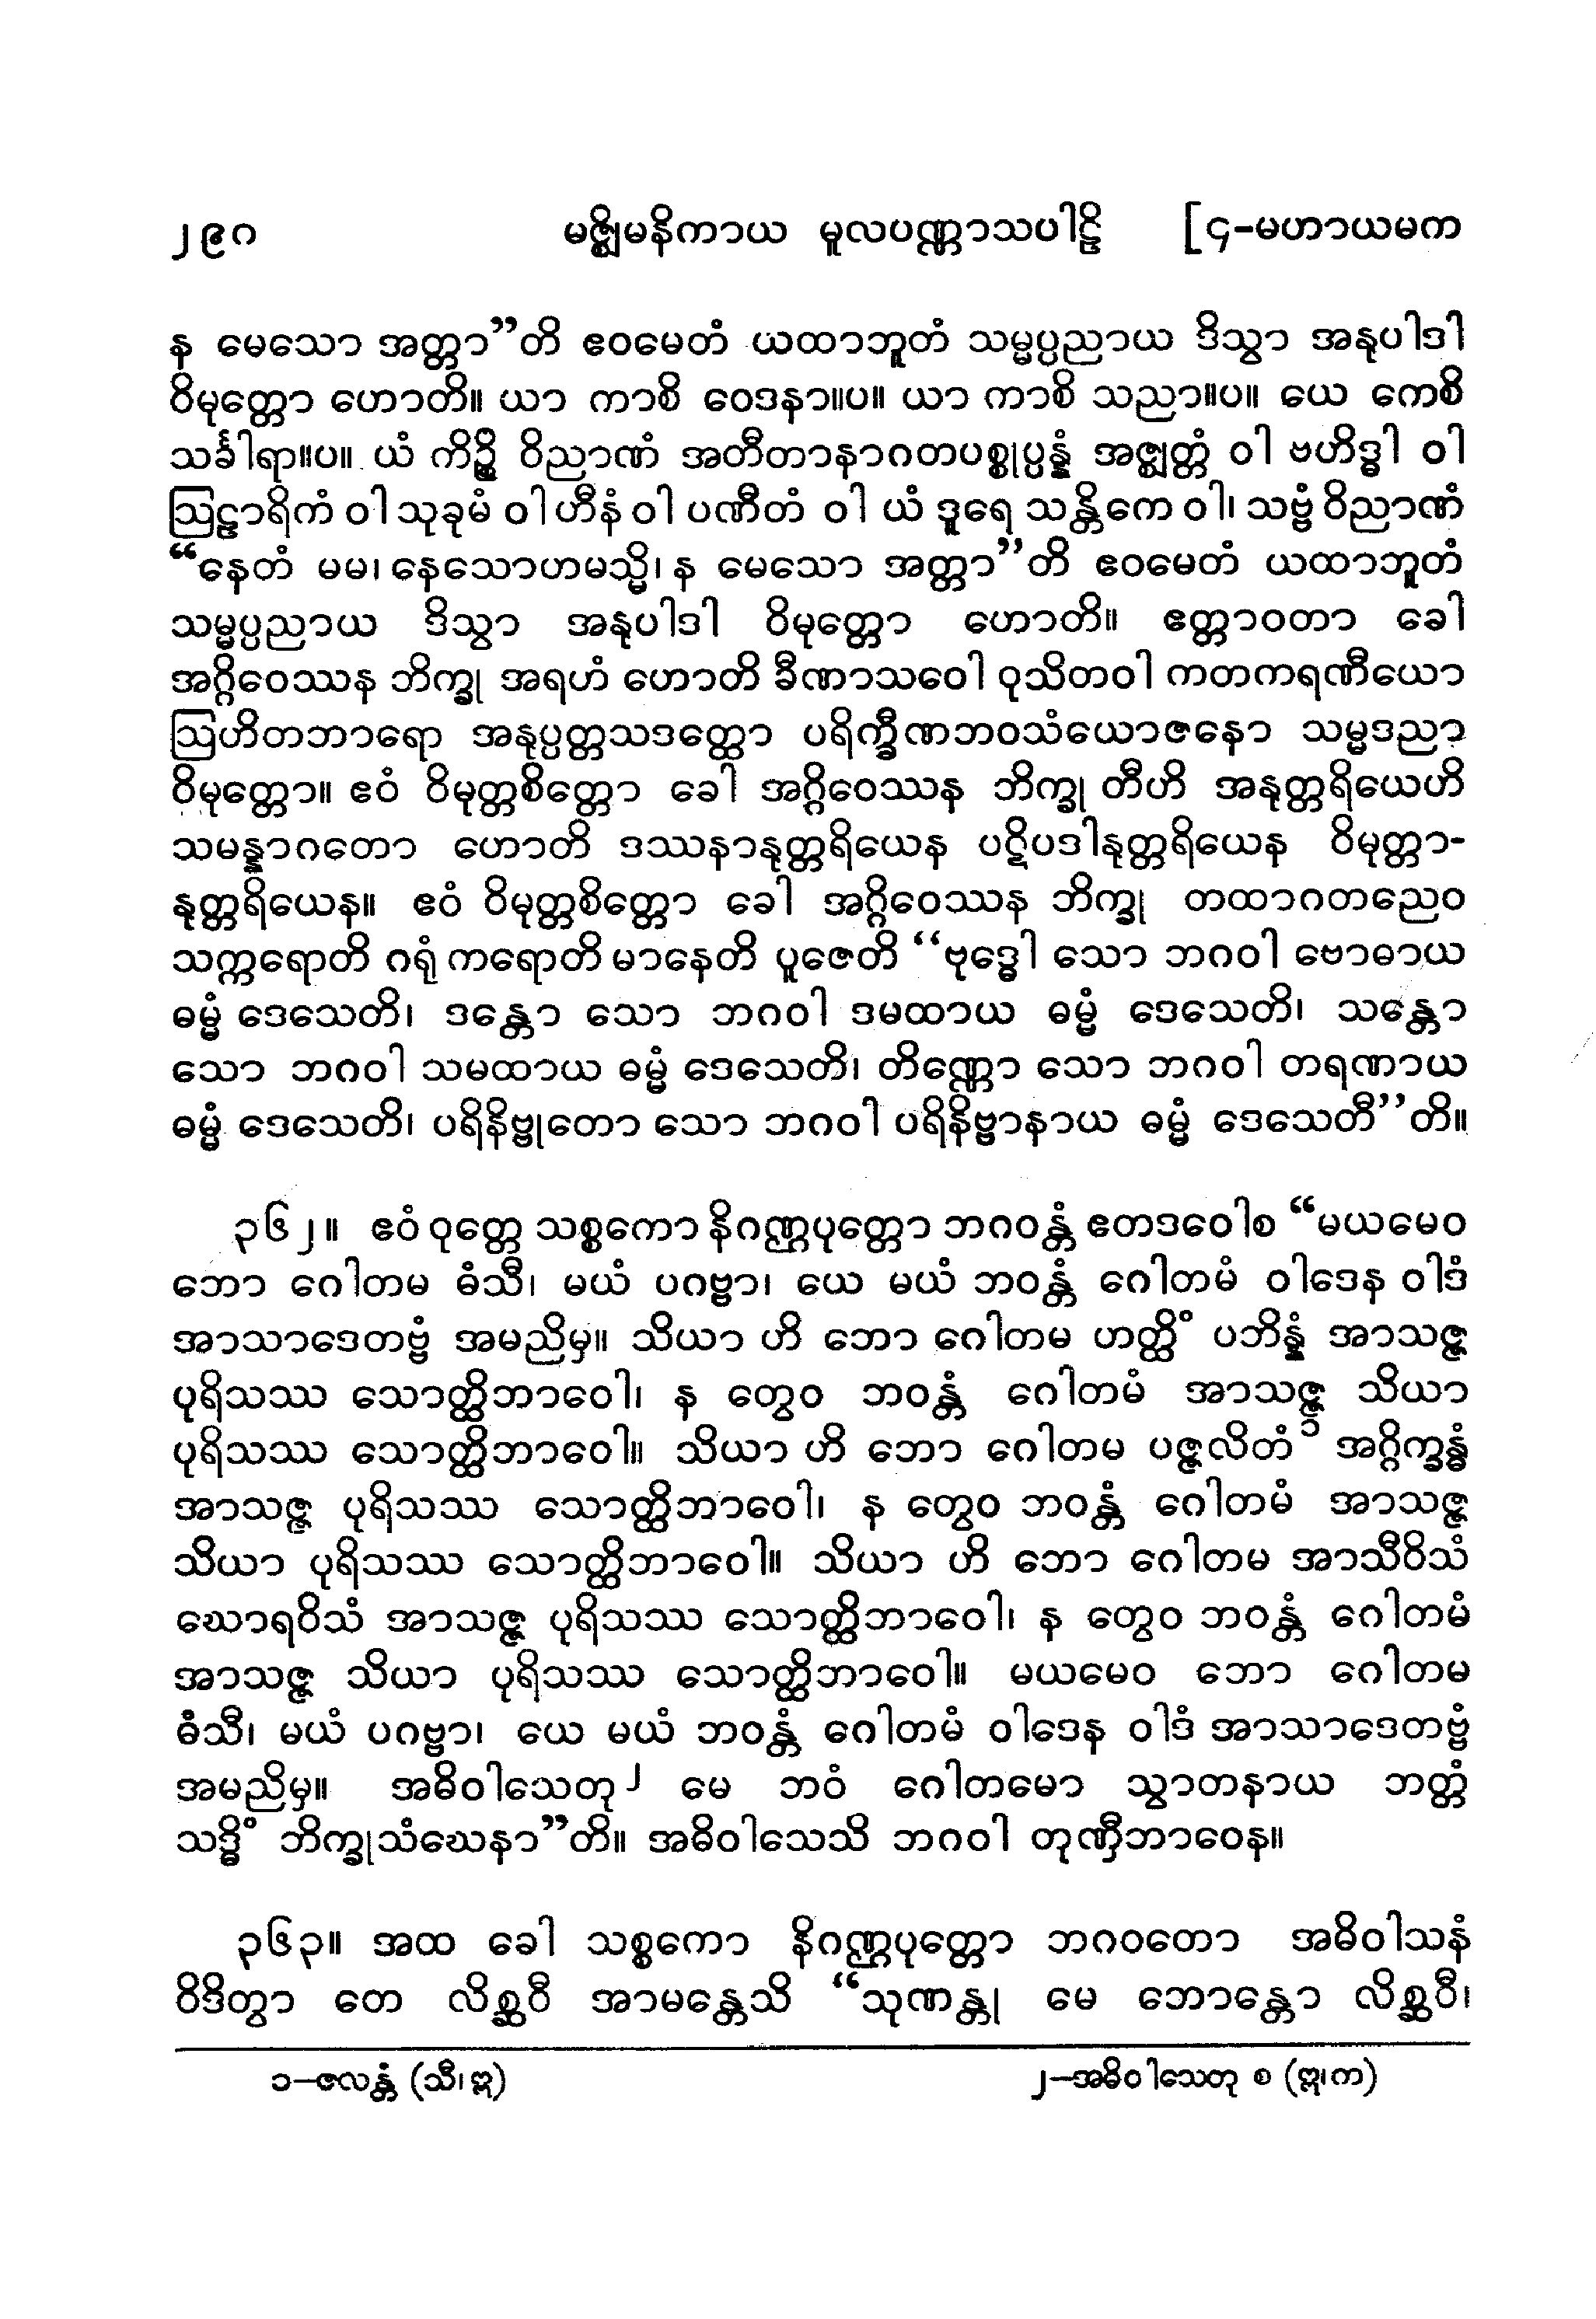 ၂၉၀ မဇ္ဈိမနိကာယ မူလပဏ္ဏာသပါဠိ [၄-မဟာယမက
န မေသော အတ္တာ”တိ ဧဝမေတံ ယထာဘူတံ သမ္မပ္ပညာယ ဒိသွာ အနုပါဒါ
ဝိမုတ္တော ဟောတိ။ ယာ ကာစိ ဝေဒနာ။ပ။ ယာ ကာစိ သညာ။ပ။ ယေ ကေစိ
သင်္ခါရာ။ပ။ ယံ ကိဉ္စိ ဝိညာဏံ အတီတာနာဂတပစ္စုပ္ပန္နံ အဇ္ဈတ္တံ ဝါ ဗဟိဒ္ဓါ ဝါ
ဩဠာရိကံ ဝါ သုခုမံ ဝါ ဟီနံ ဝါ ပဏီတံ ဝါ ယံ ဒူရေ သန္တိကေ ဝါ၊ သဗ္ဗံ ဝိညာဏံ
“နေတံ မမ၊ နေသောဟမသ္မိ၊ န မေသော အတ္တာ”တိ ဧဝမေတံ ယထာဘူတံ
သမ္မပ္ပညာယ ဒိသွာ အနုပါဒါ ဝိမုတ္တော ဟောတိ။ ဧတ္တာဝတာ ခေါ
အဂ္ဂိဝေဿန ဘိက္ခု အရဟံ ဟောတိ ခီဏာသဝေါ ဝုသိတဝါ ကတကရဏီယော
ဩဟိတဘာရော အနုပ္ပတ္တသဒတ္ထော ပရိက္ခီဏဘဝသံယောဇနော သမ္မဒညာ
ဝိမုတ္တော။ ဧဝံ ဝိမုတ္တစိတ္တော ခေါ အဂ္ဂိဝေဿန ဘိက္ခု တီဟိ အနုတ္တရိယေဟိ
သမန္နာဂတော ဟောတိ ဒဿနာနုတ္တရိယေန ပဋိပဒါနုတ္တရိယေန ဝိမုတ္တာ-
နုတ္တရိယေန။ ဧဝံ ဝိမုတ္တစိတ္တော ခေါ အဂ္ဂိဝေဿန ဘိက္ခု တထာဂတညေဝ
သက္ကရောတိ ဂရုံ ကရောတိ မာနေတိ ပူဇေတိ “ဗုဒ္ဓေါ သော ဘဂဝါ ဗောဓာယ
ဓမ္မံ ဒေသေတိ၊ ဒန္တော သော ဘဂဝါ ဒမထာယ ဓမ္မံ ဒေသေတိ၊ သန္တော
သော ဘဂဝါ သမထာယ ဓမ္မံ ဒေသေတိ၊ တိဏ္ဏော သော ဘဂဝါ တရဏာယ
ဓမ္မံ ဒေသေတိ၊ ပရိနိဗ္ဗုတော သော ဘဂဝါ ပရိနိဗ္ဗာနာယ ဓမ္မံ ဒေသေတီ”တိ။
၃၆၂။ ဧဝံ ဝုတ္တေ သစ္စကော နိဂဏ္ဌပုတ္တော ဘဂဝန္တံ ဧတဒဝေါစ “မယမေဝ
ဘော ဂေါတမ ဓံသီ၊ မယံ ပဂဗ္ဗာ၊ ယေ မယံ ဘဝန္တံ ဂေါတမံ ဝါဒေန ဝါဒံ
အာသာဒေတဗ္ဗံ အမညိမှ။ သိယာ ဟိ ဘော ဂေါတမ ဟတ္ထိံ ပဘိန္နံ အာသဇ္ဇ
ပုရိသဿ သောတ္ထိဘာဝေါ၊ န တွေဝ ဘဝန္တံ ဂေါတမံ အာသဇ္ဇ သိယာ
ပုရိသဿ သောတ္ထိဘာဝေါ။ သိယာ ဟိ ဘော ဂေါတမ ပဇ္ဇလိတံ၁ အဂ္ဂိက္ခန္ဓံ
အာသဇ္ဇ ပုရိသဿ သောတ္ထိဘာဝေါ၊ န တွေဝ ဘဝန္တံ ဂေါတမံ အာသဇ္ဇ
သိယာ ပုရိသဿ သောတ္ထိဘာဝေါ။ သိယာ ဟိ ဘော ဂေါတမ အာသီဝိသံ
ဃောရဝိသံ အာသဇ္ဇ ပုရိသဿ သောတ္ထိဘာဝေါ၊ န တွေဝ ဘဝန္တံ ဂေါတမံ
အာသဇ္ဇ သိယာ ပုရိသဿ သောတ္ထိဘာဝေါ။ မယမေဝ ဘော ဂေါတမ
ဓံသီ၊ မယံ ပဂဗ္ဗာ၊ ယေ မယံ ဘဝန္တံ ဂေါတမံ ဝါဒေန ဝါဒံ အာသာဒေတဗ္ဗံ
အမညိမှ။ အဓိဝါသေတု၂ မေ ဘဝံ ဂေါတမော သွာတနာယ ဘတ္တံ
သဒ္ဓိံ ဘိက္ခုသံဃေနာ”တိ။ အဓိဝါသေသိ ဘဂဝါ တုဏှီဘာဝေန။
၃၆၃။ အထ ခေါ သစ္စကော နိဂဏ္ဌပုတ္တော ဘဂဝတော အဓိဝါသနံ
ဝိဒိတွာ တေ လိစ္ဆဝီ အာမန္တေသိ “သုဏန္တု မေ ဘောန္တော လိစ္ဆဝီ၊
၁-ဇလန္တံ (သီ၊ ဣ) ၂-အဓိဝါသေတု စ (ဣ၊က)